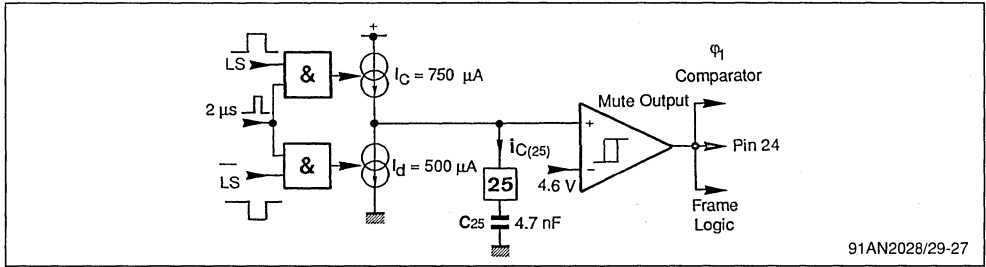 LS
&
+
I_C = 750 μA
2 μs
LS
&
I_d = 500 μA
i_C(25)
25
C25 4.7 nF
+
-
4.6 V
Mute Output
φ_I
Comparator
Pin 24
Frame
Logic
91AN2028/29-27